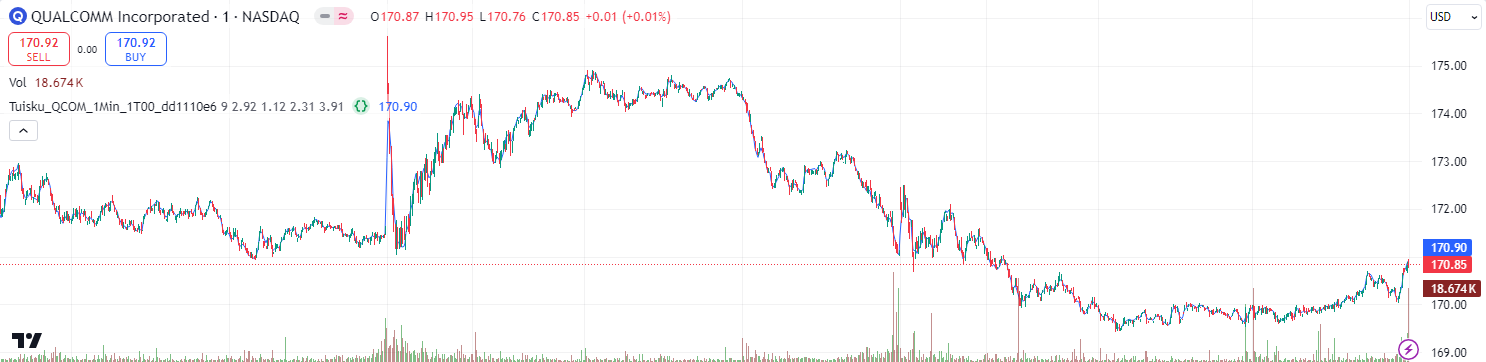 QUALCOMM Incorporated · 1 · NASDAQ O170.87 H170.95 L170.76 C170.85 +0.01 (+0.01%)
USD
170.92 SELL
0.00
170.92 BUY
Vol 18.674 K
Tuisku_QCOM_1Min_1T00_dd1110e6 9 2.92 1.12 2.31 3.91 {} 170.90
175.00
174.00
173.00
172.00
170.90
170.85
18.674 K
170.00
169.00